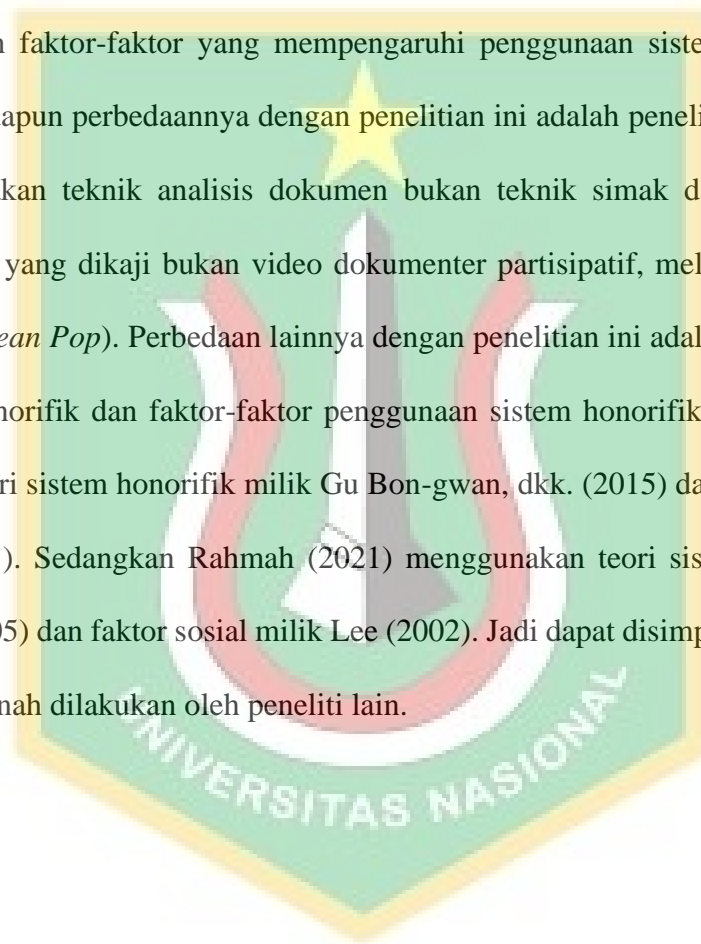 faktor-faktor yang mempengaruhi penggunaan siste
apun perbedaannya dengan penelitian ini adalah peneli
kan teknik analisis dokumen bukan teknik simak d
yang dikaji bukan video dokumenter partisipatif, mel
ean Pop). Perbedaan lainnya dengan penelitian ini adal
norifik dan faktor-faktor penggunaan sistem honorifik
ri sistem honorifik milik Gu Bon-gwan, dkk. (2015) da
). Sedangkan Rahmah (2021) menggunakan teori sis
05) dan faktor sosial milik Lee (2002). Jadi dapat disimp
nah dilakukan oleh peneliti lain.
UNIVERSITAS NASIONAL